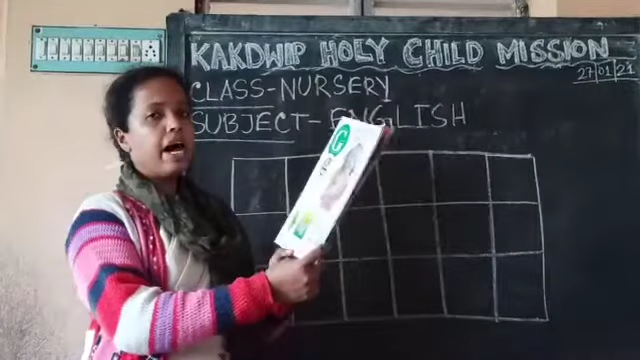 KAKDWIP HOLY CHILD MISSION
27|01|21
CLASS-NURSERY
SUBJECT-ENGLISH
G